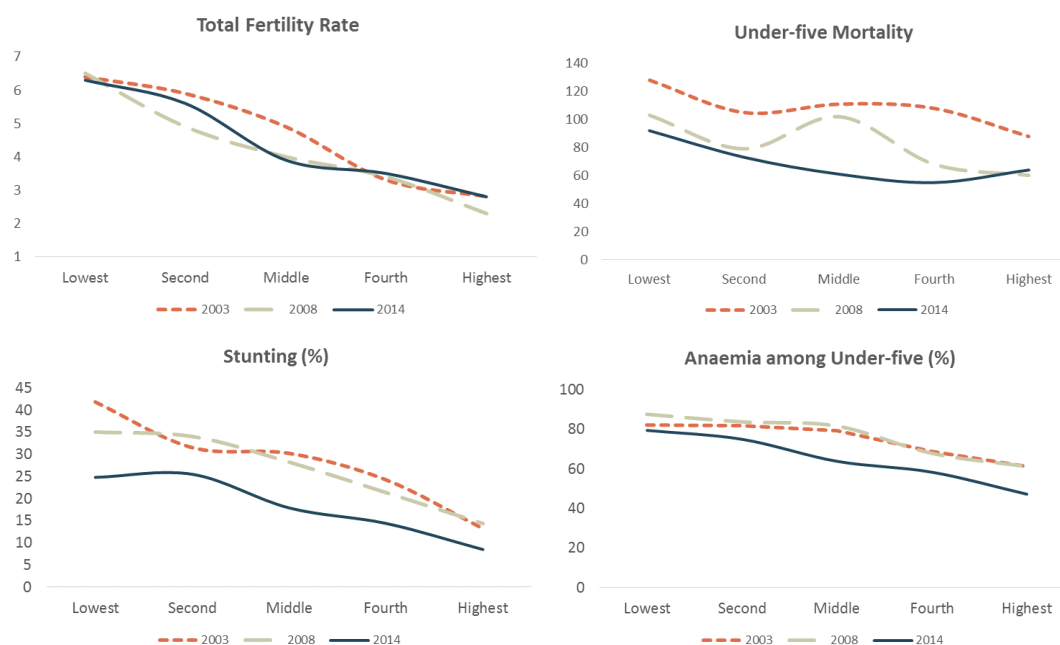 Total Fertility Rate
7
6
5
4
3
2
1
Lowest Second Middle Fourth Highest
2003 2008 2014
Under-five Mortality
140
120
100
80
60
40
20
0
Lowest Second Middle Fourth Highest
2003 2008 2014
Stunting (%)
45
40
35
30
25
20
15
10
5
0
Lowest Second Middle Fourth Highest
2003 2008 2014
Anaemia among Under-five (%)
100
80
60
40
20
0
Lowest Second Middle Fourth Highest
2003 2008 2014